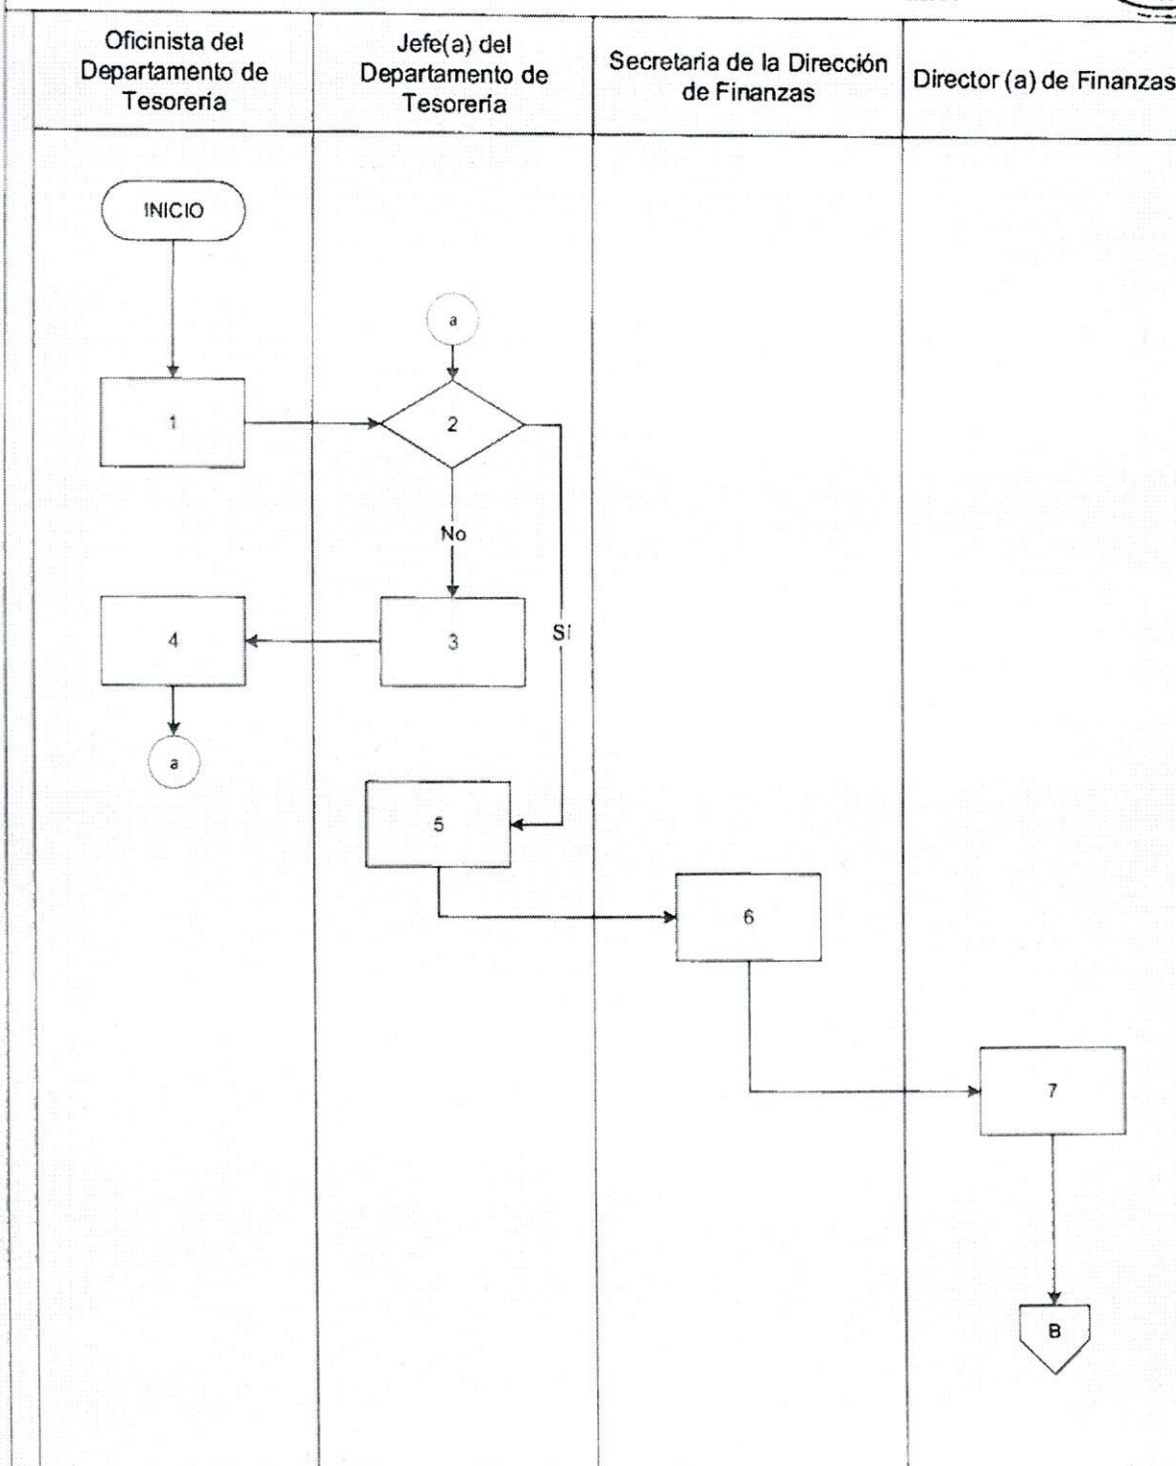 Oficinista del
Departamento de
Tesorería
Jefe(a) del
Departamento de
Tesorería
Secretaria de la Dirección
de Finanzas
Director (a) de Finanzas
INICIO
a
1
2
No
4
3
Sí
a
5
6
7
B